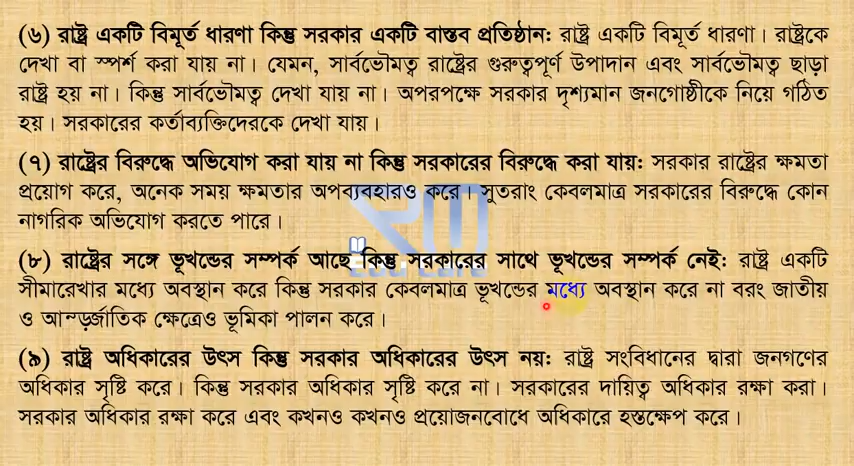 (৬) রাষ্ট্র একটি বিমূর্ত ধারণা কিন্তু সরকার একটি বাস্তব প্রতিষ্ঠান: রাষ্ট্র একটি বিমূর্ত ধারণা। রাষ্ট্রকে
দেখা বা স্পর্শ করা যায় না। যেমন, সার্বভৌমত্ব রাষ্ট্রের গুরুত্বপূর্ণ উপাদান এবং সার্বভৌমত্ব ছাড়া
রাষ্ট্র হয় না। কিন্তু সার্বভৌমত্ব দেখা যায় না। অপরপক্ষে সরকার দৃশ্যমান জনগোষ্ঠীকে নিয়ে গঠিত
হয়। সরকারের কর্তাব্যক্তিদেরকে দেখা যায়।
(৭) রাষ্ট্রের বিরুদ্ধে অভিযোগ করা যায় না কিন্তু সরকারের বিরুদ্ধে করা যায়: সরকার রাষ্ট্রের ক্ষমতা
প্রয়োগ করে, অনেক সময় ক্ষমতার অপব্যবহারও করে। সুতরাং কেবলমাত্র সরকারের বিরুদ্ধে কোন
নাগরিক অভিযোগ করতে পারে।
(৮) রাষ্ট্রের সঙ্গে ভূখন্ডের সম্পর্ক আছে কিন্তু সরকারের সাথে ভূখন্ডের সম্পর্ক নেই: রাষ্ট্র একটি
সীমারেখার মধ্যে অবস্থান করে কিন্তু সরকার কেবলমাত্র ভূখন্ডের মধ্যে অবস্থান করে না বরং জাতীয়
ও আন্তর্জাতিক ক্ষেত্রেও ভূমিকা পালন করে।
(৯) রাষ্ট্র অধিকারের উৎস কিন্তু সরকার অধিকারের উৎস নয়: রাষ্ট্র সংবিধানের দ্বারা জনগণের
অধিকার সৃষ্টি করে। কিন্তু সরকার অধিকার সৃষ্টি করে না। সরকারের দায়িত্ব অধিকার রক্ষা করা।
সরকার অধিকার রক্ষা করে এবং কখনও কখনও প্রয়োজনবোধে অধিকারে হস্তক্ষেপ করে।